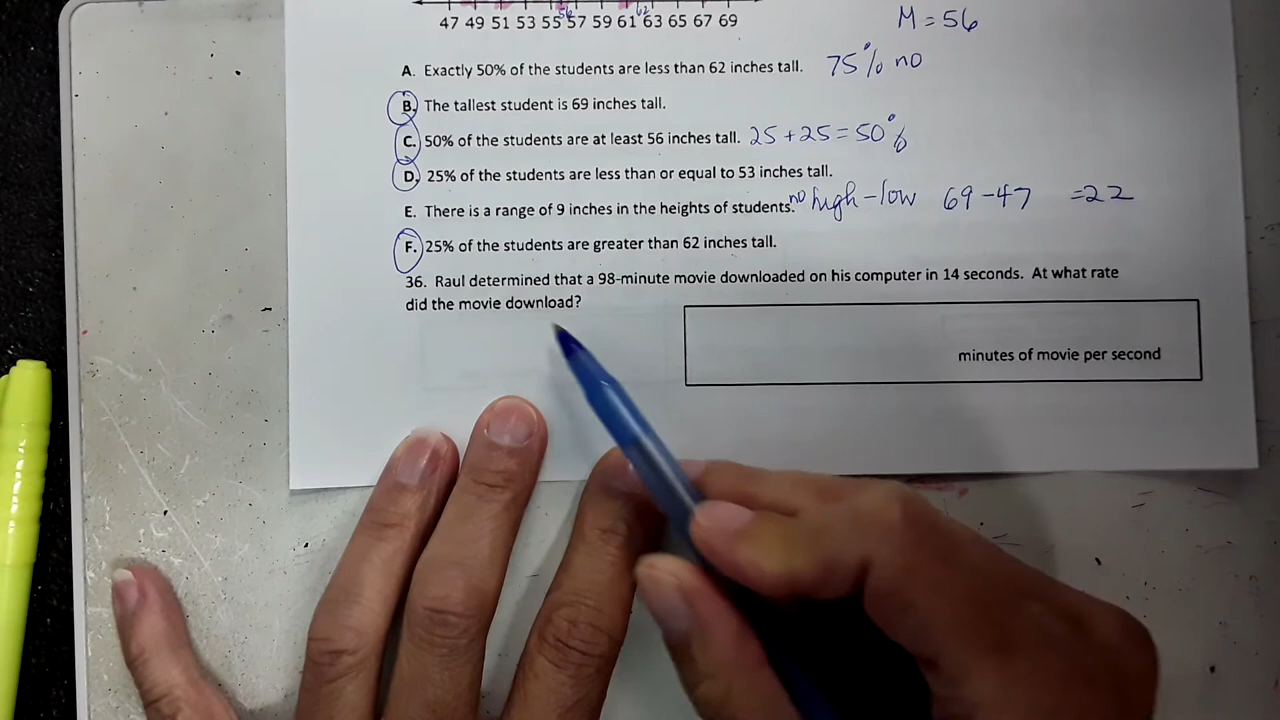 56 62
47 49 51 53 55 57 59 61 63 65 67 69
M = 56
A. Exactly 50% of the students are less than 62 inches tall. 75% no
B. The tallest student is 69 inches tall.
C. 50% of the students are at least 56 inches tall. 25 + 25 = 50%
D. 25% of the students are less than or equal to 53 inches tall.
E. There is a range of 9 inches in the heights of students. no high - low 69 - 47 = 22
F. 25% of the students are greater than 62 inches tall.
36. Raul determined that a 98-minute movie downloaded on his computer in 14 seconds. At what rate
did the movie download?
minutes of movie per second